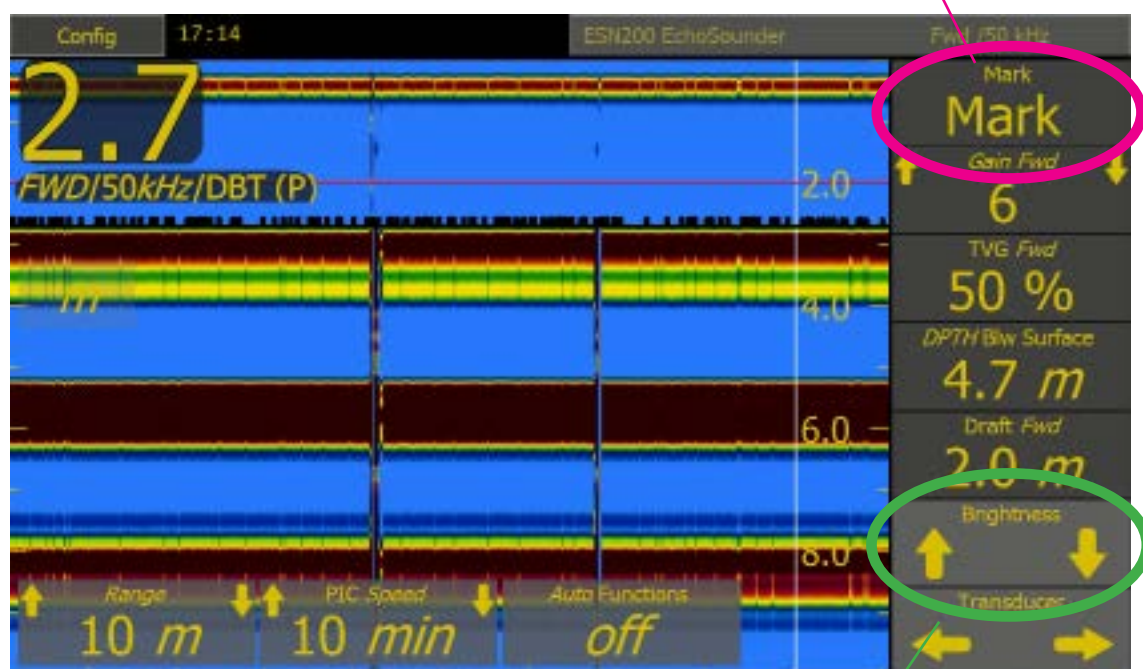 Config 17:14 ESN200 EchoSounder Fwd /50 kHz
2.7
FWD/50kHz/DBT (P)
m
2.0
4.0
6.0
8.0
Mark
Mark
Gain Fwd
6
TVG Fwd
50 %
DPTH Blw Surface
4.7 m
Draft Fwd
2.0 m
Brightness
Transducer
Range
10 m
PIC Speed
10 min
Auto Functions
off